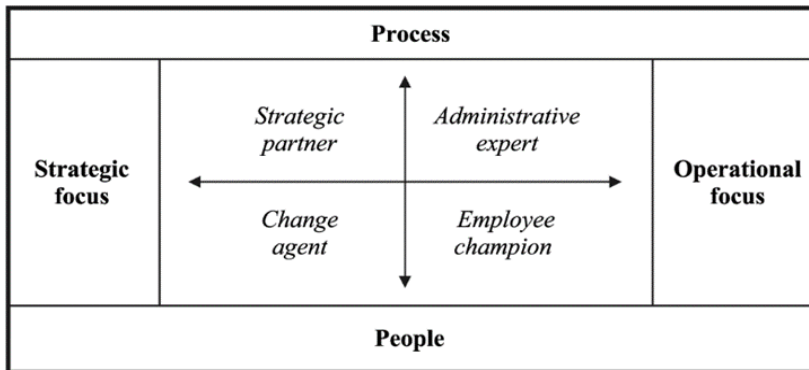 Process
Strategic
partner
Administrative
expert
Strategic
focus
Operational
focus
Change
agent
Employee
champion
People